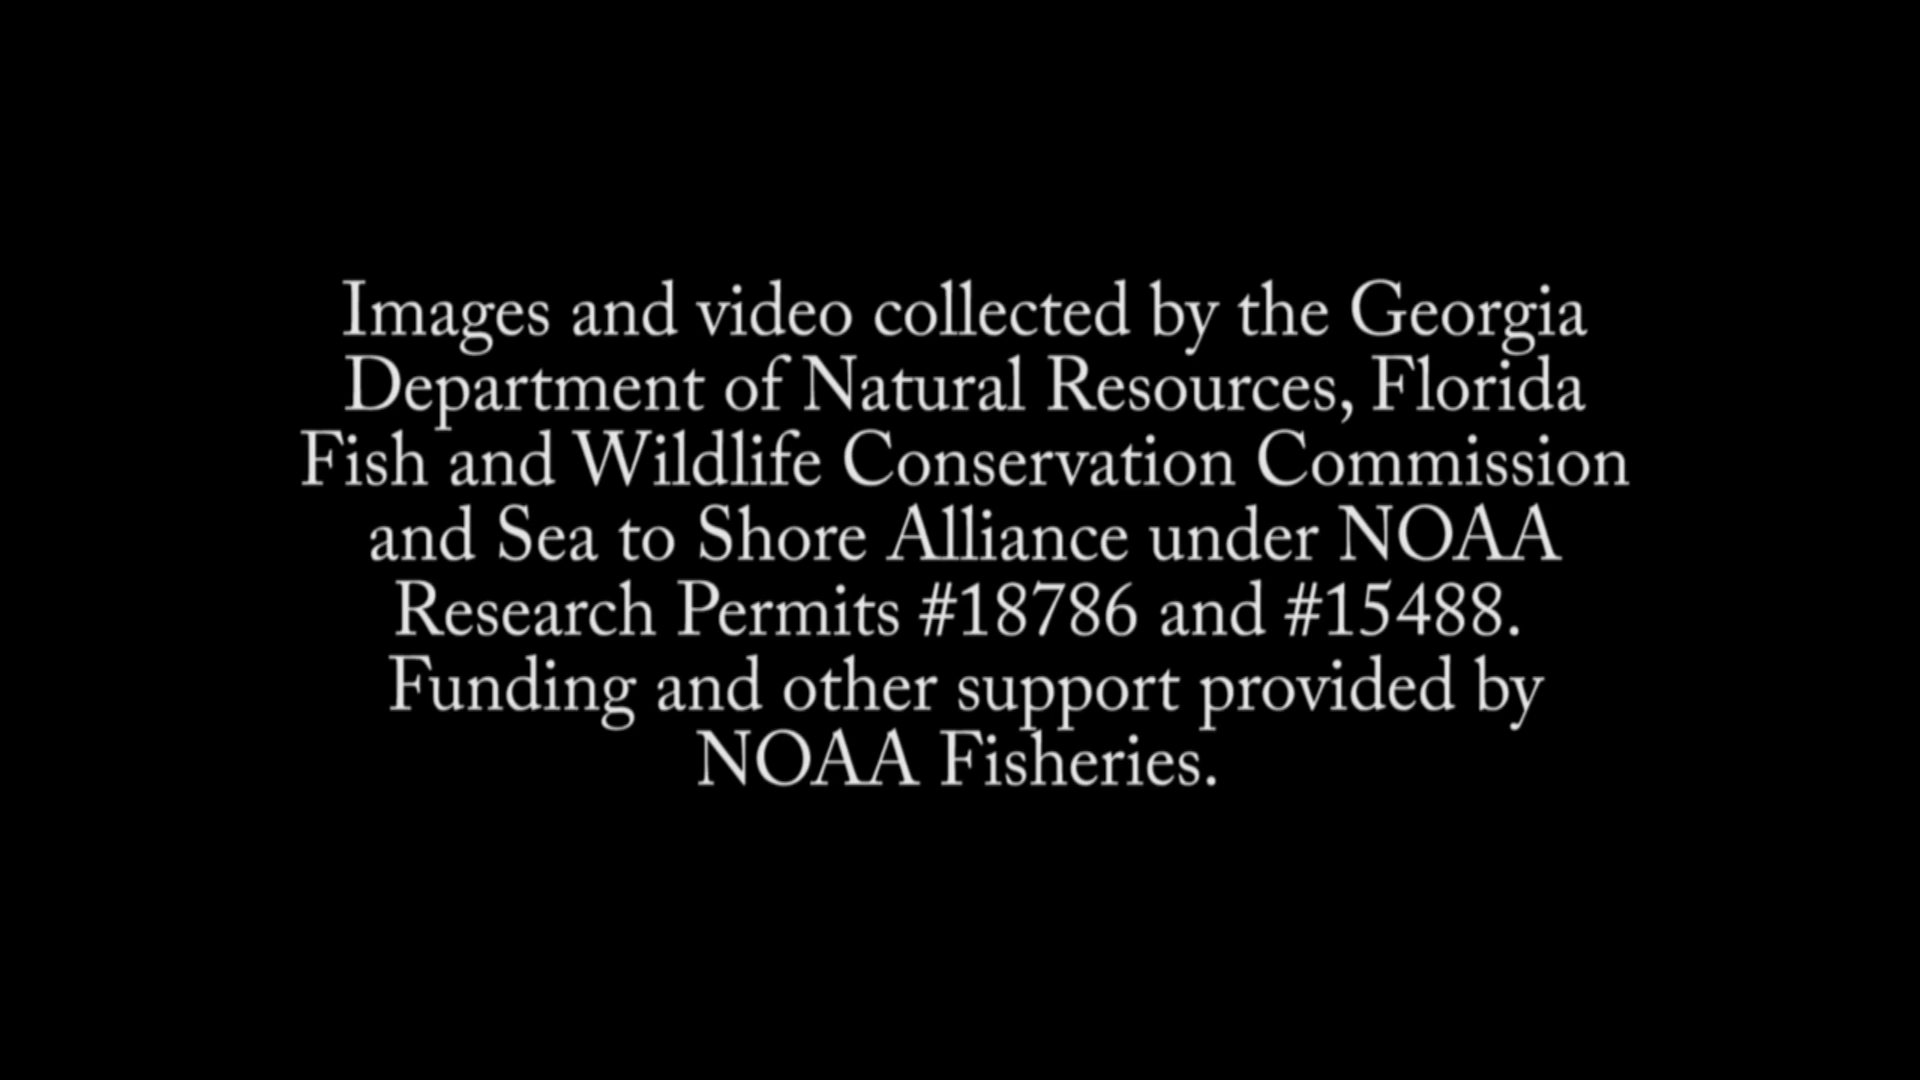 Images and video collected by the Georgia
Department of Natural Resources, Florida
Fish and Wildlife Conservation Commission
and Sea to Shore Alliance under NOAA
Research Permits #18786 and #15488.
Funding and other support provided by
NOAA Fisheries.